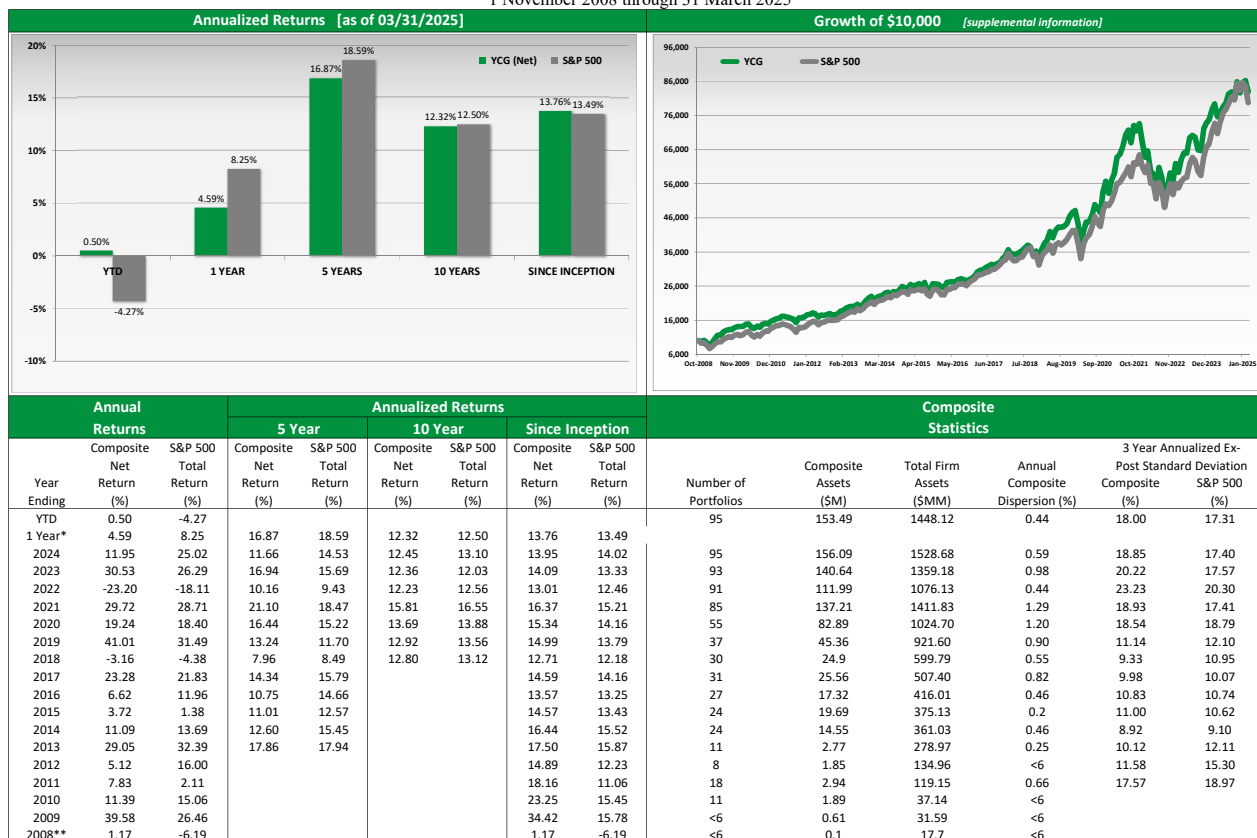 1 November 2008 through 31 March 2025
Annualized Returns [as of 03/31/2025]
20%
15%
10%
5%
0%
-5%
-10%
YCG (Net)
S&P 500
0.50%
-4.27%
4.59%
8.25%
16.87%
18.59%
12.32%
12.50%
13.76%
13.49%
YTD
1 YEAR
5 YEARS
10 YEARS
SINCE INCEPTION
Growth of $10,000 [supplemental information]
96,000
86,000
76,000
66,000
56,000
46,000
36,000
26,000
16,000
6,000
YCG
S&P 500
Oct-2008 Nov-2009 Dec-2010 Jan-2012 Feb-2013 Mar-2014 Apr-2015 May-2016 Jun-2017 Jul-2018 Aug-2019 Sep-2020 Oct-2021 Nov-2022 Dec-2023 Jan-2025
Annual Annualized Returns Composite
Returns 5 Year 10 Year Since Inception Statistics
Composite S&P 500 Composite S&P 500 Composite S&P 500 Composite S&P 500 3 Year Annualized Ex-
Net Total Net Total Net Total Net Total Composite Total Firm Annual Post Standard Deviation
Year Return Return Return Return Return Return Return Return Number of Assets Assets Composite Composite S&P 500
Ending (%) (%) (%) (%) (%) (%) (%) (%) Portfolios ($M) ($MM) Dispersion (%) (%) (%)
YTD 0.50 -4.27 95 153.49 1448.12 0.44 18.00 17.31
1 Year* 4.59 8.25 16.87 18.59 12.32 12.50 13.76 13.49
2024 11.95 25.02 11.66 14.53 12.45 13.10 13.95 14.02 95 156.09 1528.68 0.59 18.85 17.40
2023 30.53 26.29 16.94 15.69 12.36 12.03 14.09 13.33 93 140.64 1359.18 0.98 20.22 17.57
2022 -23.20 -18.11 10.16 9.43 12.23 12.56 13.01 12.46 91 111.99 1076.13 0.44 23.23 20.30
2021 29.72 28.71 21.10 18.47 15.81 16.55 16.37 15.21 85 137.21 1411.83 1.29 18.93 17.41
2020 19.24 18.40 16.44 15.22 13.69 13.88 15.34 14.16 55 82.89 1024.70 1.20 18.54 18.79
2019 41.01 31.49 13.24 11.70 12.92 13.56 14.99 13.79 37 45.36 921.60 0.90 11.14 12.10
2018 -3.16 -4.38 7.96 8.49 12.80 13.12 12.71 12.18 30 24.9 599.79 0.55 9.33 10.95
2017 23.28 21.83 14.34 15.79 14.59 14.16 31 25.56 507.40 0.82 9.98 10.07
2016 6.62 11.96 10.75 14.66 13.57 13.25 27 17.32 416.01 0.46 10.83 10.74
2015 3.72 1.38 11.01 12.57 14.57 13.43 24 19.69 375.13 0.2 11.00 10.62
2014 11.09 13.69 12.60 15.45 16.44 15.52 24 14.55 361.03 0.46 8.92 9.10
2013 29.05 32.39 17.86 17.94 17.50 15.87 11 2.77 278.97 0.25 10.12 12.11
2012 5.12 16.00 14.89 12.23 8 1.85 134.96 <6 11.58 15.30
2011 7.83 2.11 18.16 11.06 18 2.94 119.15 0.66 17.57 18.97
2010 11.39 15.06 23.25 15.45 11 1.89 37.14 <6
2009 39.58 26.46 34.42 15.78 <6 0.61 31.59 <6
2008** 1.17 -6.19 1.17 -6.19 <6 0.1 17.7 <6